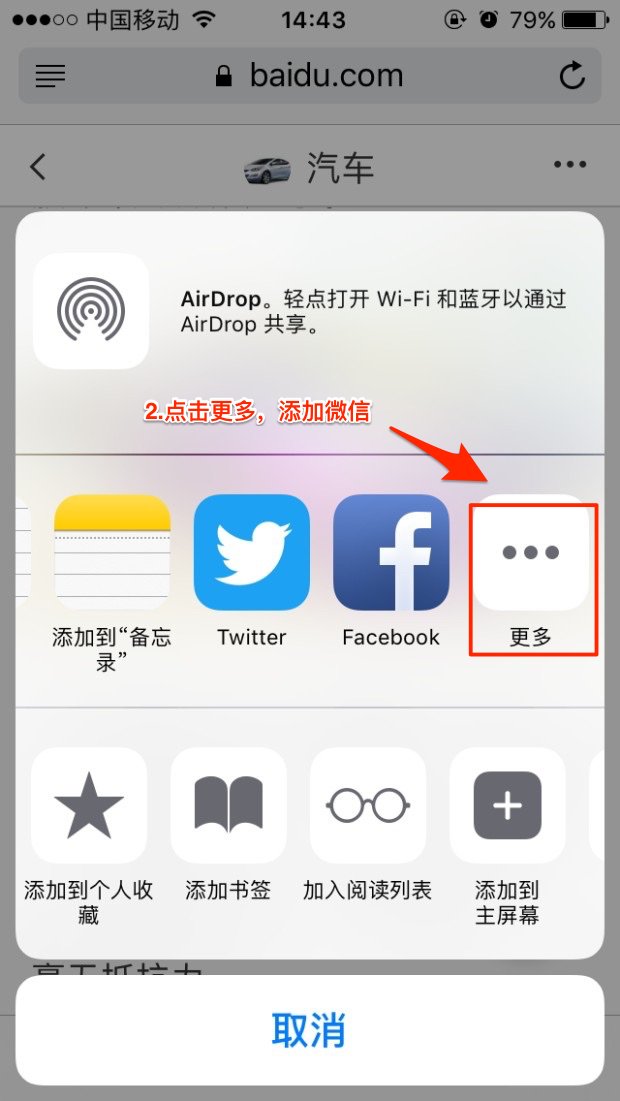 中国移动 14:43 79%
baidu.com
汽车
AirDrop。轻点打开 Wi-Fi 和蓝牙以通过
AirDrop 共享。
2.点击更多，添加微信
添加到“备忘
录”
Twitter
Facebook
更多
添加到个人收
藏
添加书签
加入阅读列表
添加到
主屏幕
取消